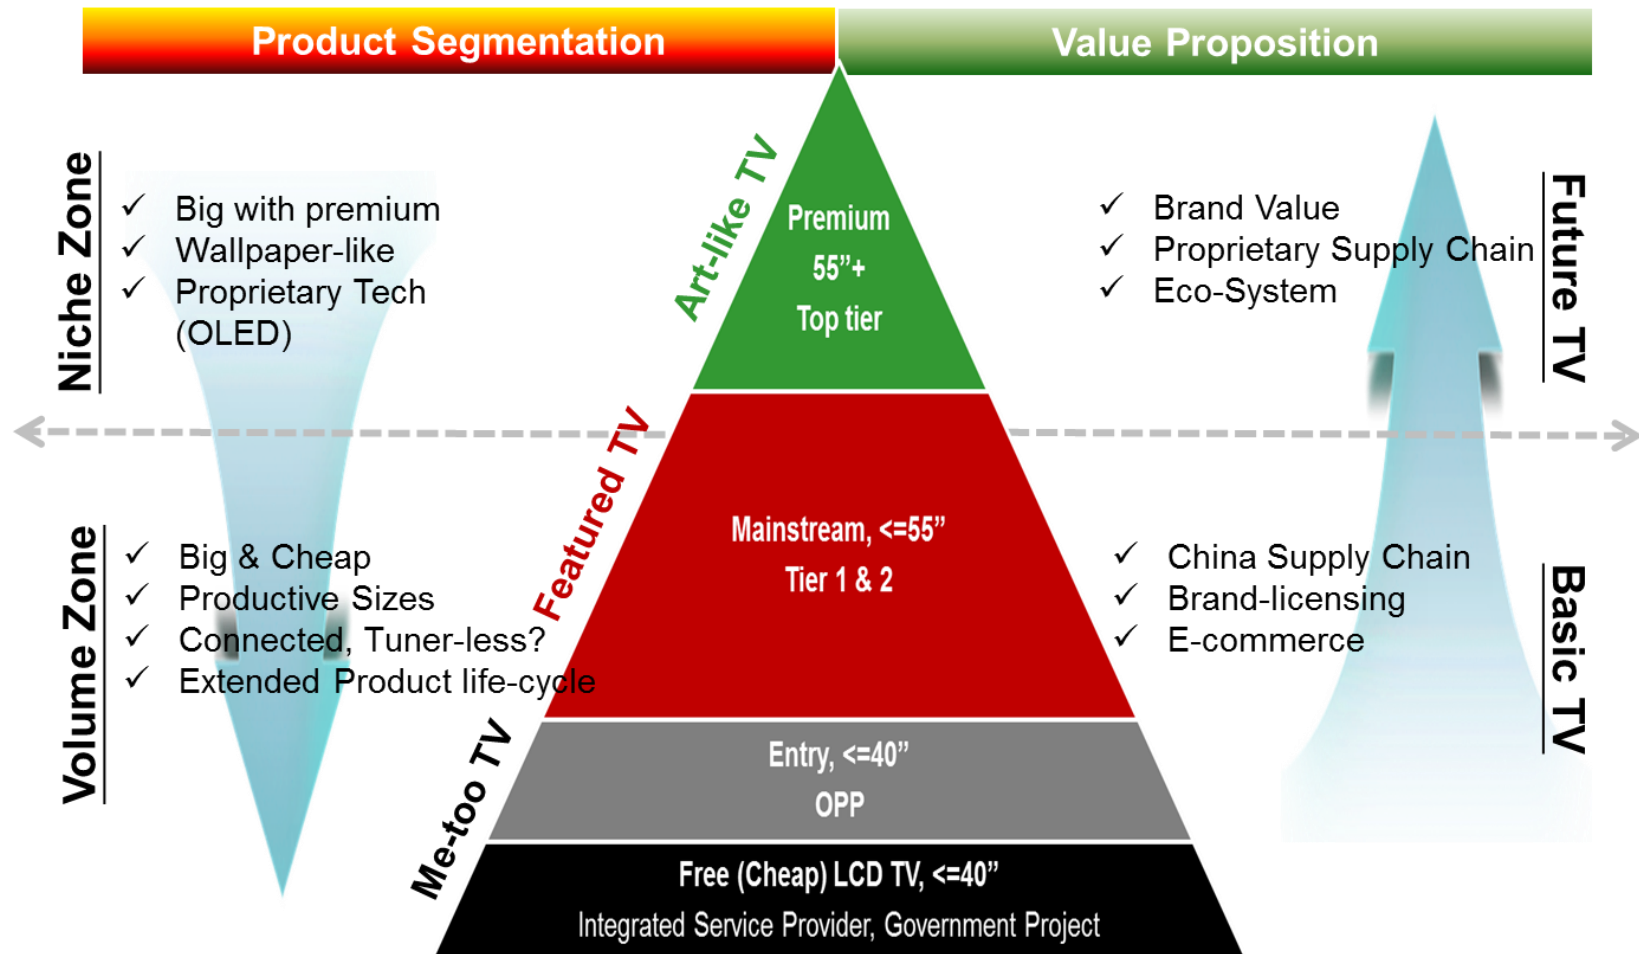 Product Segmentation
Value Proposition
Niche Zone
✓ Big with premium
✓ Wallpaper-like
✓ Proprietary Tech
(OLED)
Art-like TV
Premium
55”+
Top tier
✓ Brand Value
✓ Proprietary Supply Chain
✓ Eco-System
Future TV
Volume Zone
✓ Big & Cheap
✓ Productive Sizes
✓ Connected, Tuner-less?
✓ Extended Product life-cycle
Featured TV
Mainstream, <=55”
Tier 1 & 2
✓ China Supply Chain
✓ Brand-licensing
✓ E-commerce
Basic TV
Me-too TV
Entry, <=40”
OPP
Free (Cheap) LCD TV, <=40”
Integrated Service Provider, Government Project